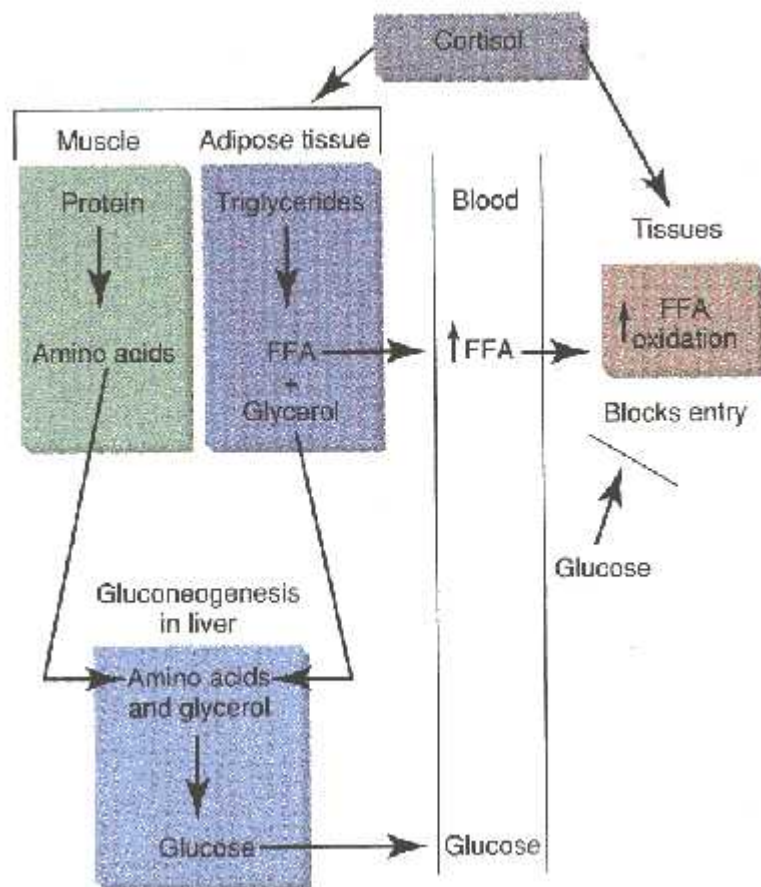 Cortisol
Muscle
Adipose tissue
Protein
Amino acids
Triglycerides
FFA
+
Glycerol
Blood
FFA
Tissues
FFA
oxidation
Blocks entry
Glucose
Gluconeogenesis
in liver
Amino acids
and glycerol
Glucose
Glucose